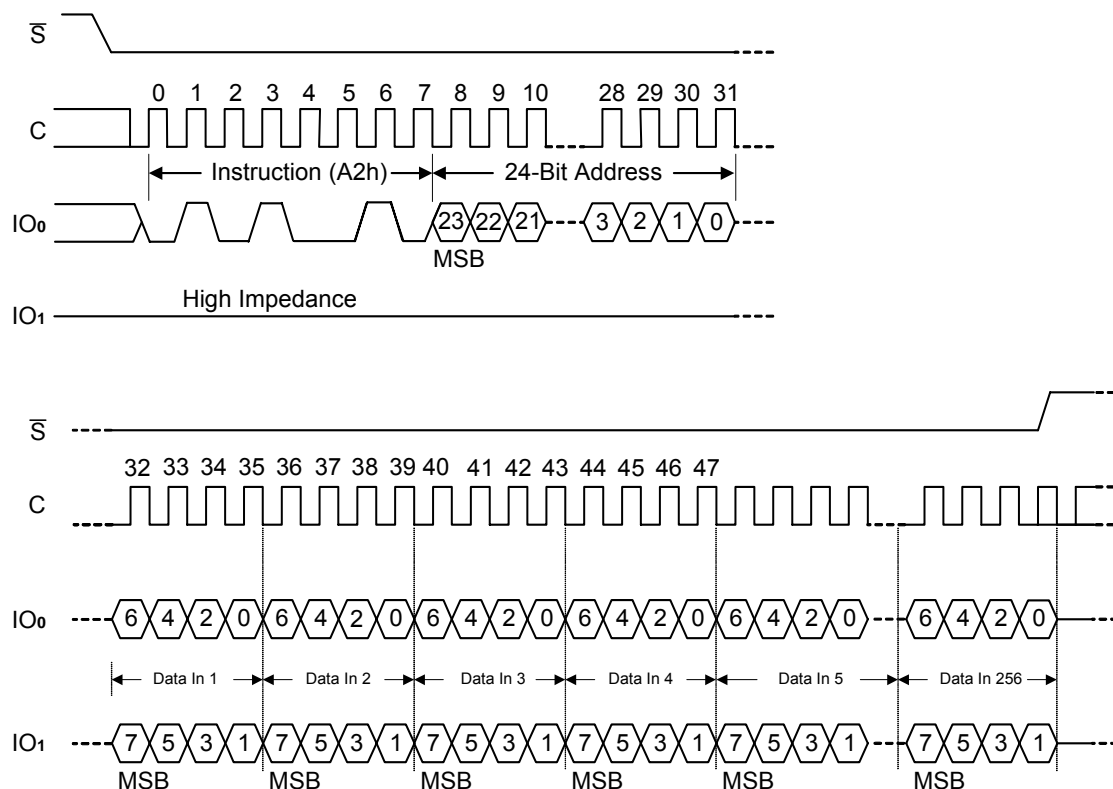 S
0 1 2 3 4 5 6 7 8 9 10 28 29 30 31
C
Instruction (A2h) 24-Bit Address
IO0 23 22 21 3 2 1 0
MSB
High Impedance
IO1
S
32 33 34 35 36 37 38 39 40 41 42 43 44 45 46 47
C
IO0 6 4 2 0 6 4 2 0 6 4 2 0 6 4 2 0 6 4 2 0 6 4 2 0
Data In 1 Data In 2 Data In 3 Data In 4 Data In 5 Data In 256
IO1 7 5 3 1 7 5 3 1 7 5 3 1 7 5 3 1 7 5 3 1 7 5 3 1
MSB MSB MSB MSB MSB MSB